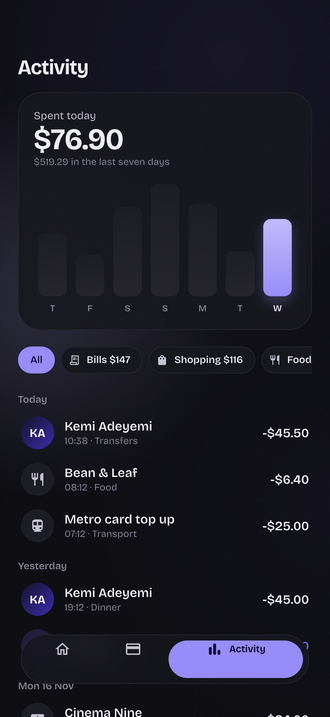 Activity
Spent today
$76.90
$519.29 in the last seven days
T F S S M T W
All Bills $147 Shopping $116 Food
Today
KA Kemi Adeyemi -$45.50
10:38 · Transfers
Bean & Leaf -$6.40
08:12 · Food
Metro card top up -$25.00
07:12 · Transport
Yesterday
KA Kemi Adeyemi -$45.00
19:12 · Dinner
Activity
Mon 16 Nov
Cinema Nine